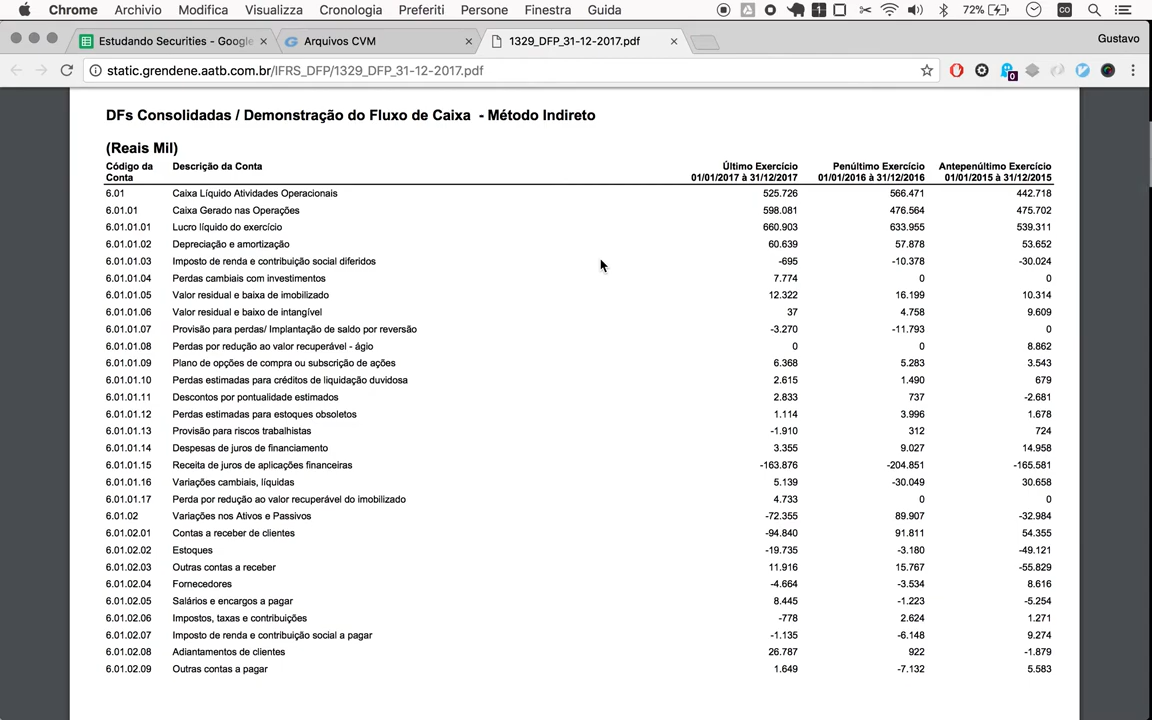 Chrome Archivio Modifica Visualizza Cronologia Preferiti Persone Finestra Guida 72%
Estudando Securities - Google × Arquivos CVM × 1329_DFP_31-12-2017.pdf × Gustavo
static.grendene.aatb.com.br/IFRS_DFP/1329_DFP_31-12-2017.pdf 0
DFs Consolidadas / Demonstração do Fluxo de Caixa - Método Indireto
(Reais Mil)
Código da Descrição da Conta Último Exercício Penúltimo Exercício Antepenúltimo Exercício
Conta 01/01/2017 à 31/12/2017 01/01/2016 à 31/12/2016 01/01/2015 à 31/12/2015
6.01 Caixa Líquido Atividades Operacionais 525.726 566.471 442.718
6.01.01 Caixa Gerado nas Operações 598.081 476.564 475.702
6.01.01.01 Lucro líquido do exercício 660.903 633.955 539.311
6.01.01.02 Depreciação e amortização 60.639 57.878 53.652
6.01.01.03 Imposto de renda e contribuição social diferidos -695 -10.378 -30.024
6.01.01.04 Perdas cambiais com investimentos 7.774 0 0
6.01.01.05 Valor residual e baixa de imobilizado 12.322 16.199 10.314
6.01.01.06 Valor residual e baixo de intangível 37 4.758 9.609
6.01.01.07 Provisão para perdas/ Implantação de saldo por reversão -3.270 -11.793 0
6.01.01.08 Perdas por redução ao valor recuperável - ágio 0 0 8.862
6.01.01.09 Plano de opções de compra ou subscrição de ações 6.368 5.283 3.543
6.01.01.10 Perdas estimadas para créditos de liquidação duvidosa 2.615 1.490 679
6.01.01.11 Descontos por pontualidade estimados 2.833 737 -2.681
6.01.01.12 Perdas estimadas para estoques obsoletos 1.114 3.996 1.678
6.01.01.13 Provisão para riscos trabalhistas -1.910 312 724
6.01.01.14 Despesas de juros de financiamento 3.355 9.027 14.958
6.01.01.15 Receita de juros de aplicações financeiras -163.876 -204.851 -165.581
6.01.01.16 Variações cambiais, líquidas 5.139 -30.049 30.658
6.01.01.17 Perda por redução ao valor recuperável do imobilizado 4.733 0 0
6.01.02 Variações nos Ativos e Passivos -72.355 89.907 -32.984
6.01.02.01 Contas a receber de clientes -94.840 91.811 54.355
6.01.02.02 Estoques -19.735 -3.180 -49.121
6.01.02.03 Outras contas a receber 11.916 15.767 -55.829
6.01.02.04 Fornecedores -4.664 -3.534 8.616
6.01.02.05 Salários e encargos a pagar 8.445 -1.223 -5.254
6.01.02.06 Impostos, taxas e contribuições -778 2.624 1.271
6.01.02.07 Imposto de renda e contribuição social a pagar -1.135 -6.148 9.274
6.01.02.08 Adiantamentos de clientes 26.787 922 -1.879
6.01.02.09 Outras contas a pagar 1.649 -7.132 5.583